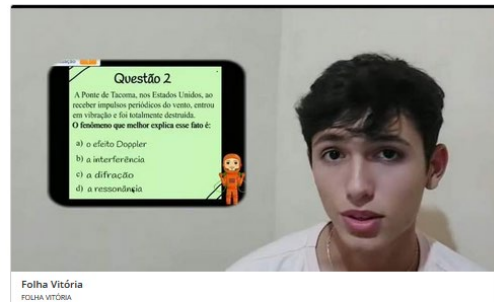 Questão 2
A Ponte de Tacoma, nos Estados Unidos, ao
receber impulsos periódicos do vento, entrou
em vibração e foi totalmente destruída.
O fenômeno que melhor explica esse fato é:
a) o efeito Doppler
b) a interferência
c) a difração
d) a ressonância
Folha Vitória
FOLHA VITÓRIA